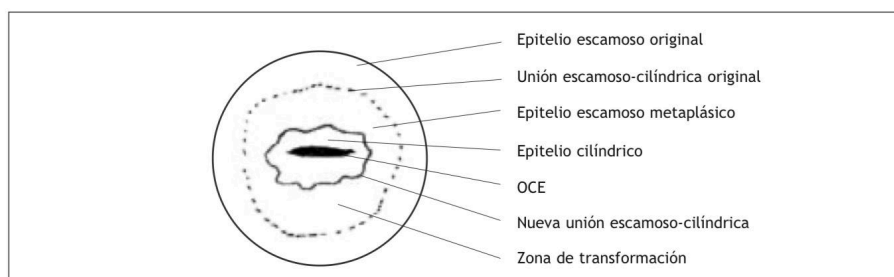 Epitelio escamoso original
Unión escamoso-cilíndrica original
Epitelio escamoso metaplásico
Epitelio cilíndrico
OCE
Nueva unión escamoso-cilíndrica
Zona de transformación